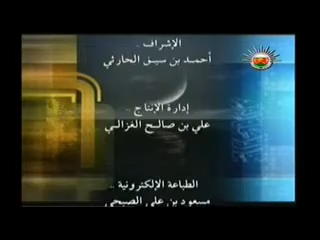 الإشراف ..
أحمد بن سيف الحارثي
إدارة الإنتاج ..
علي بن صالح الغزالي
الطباعة الإلكترونية ..
مسعود بن علي الصبحي